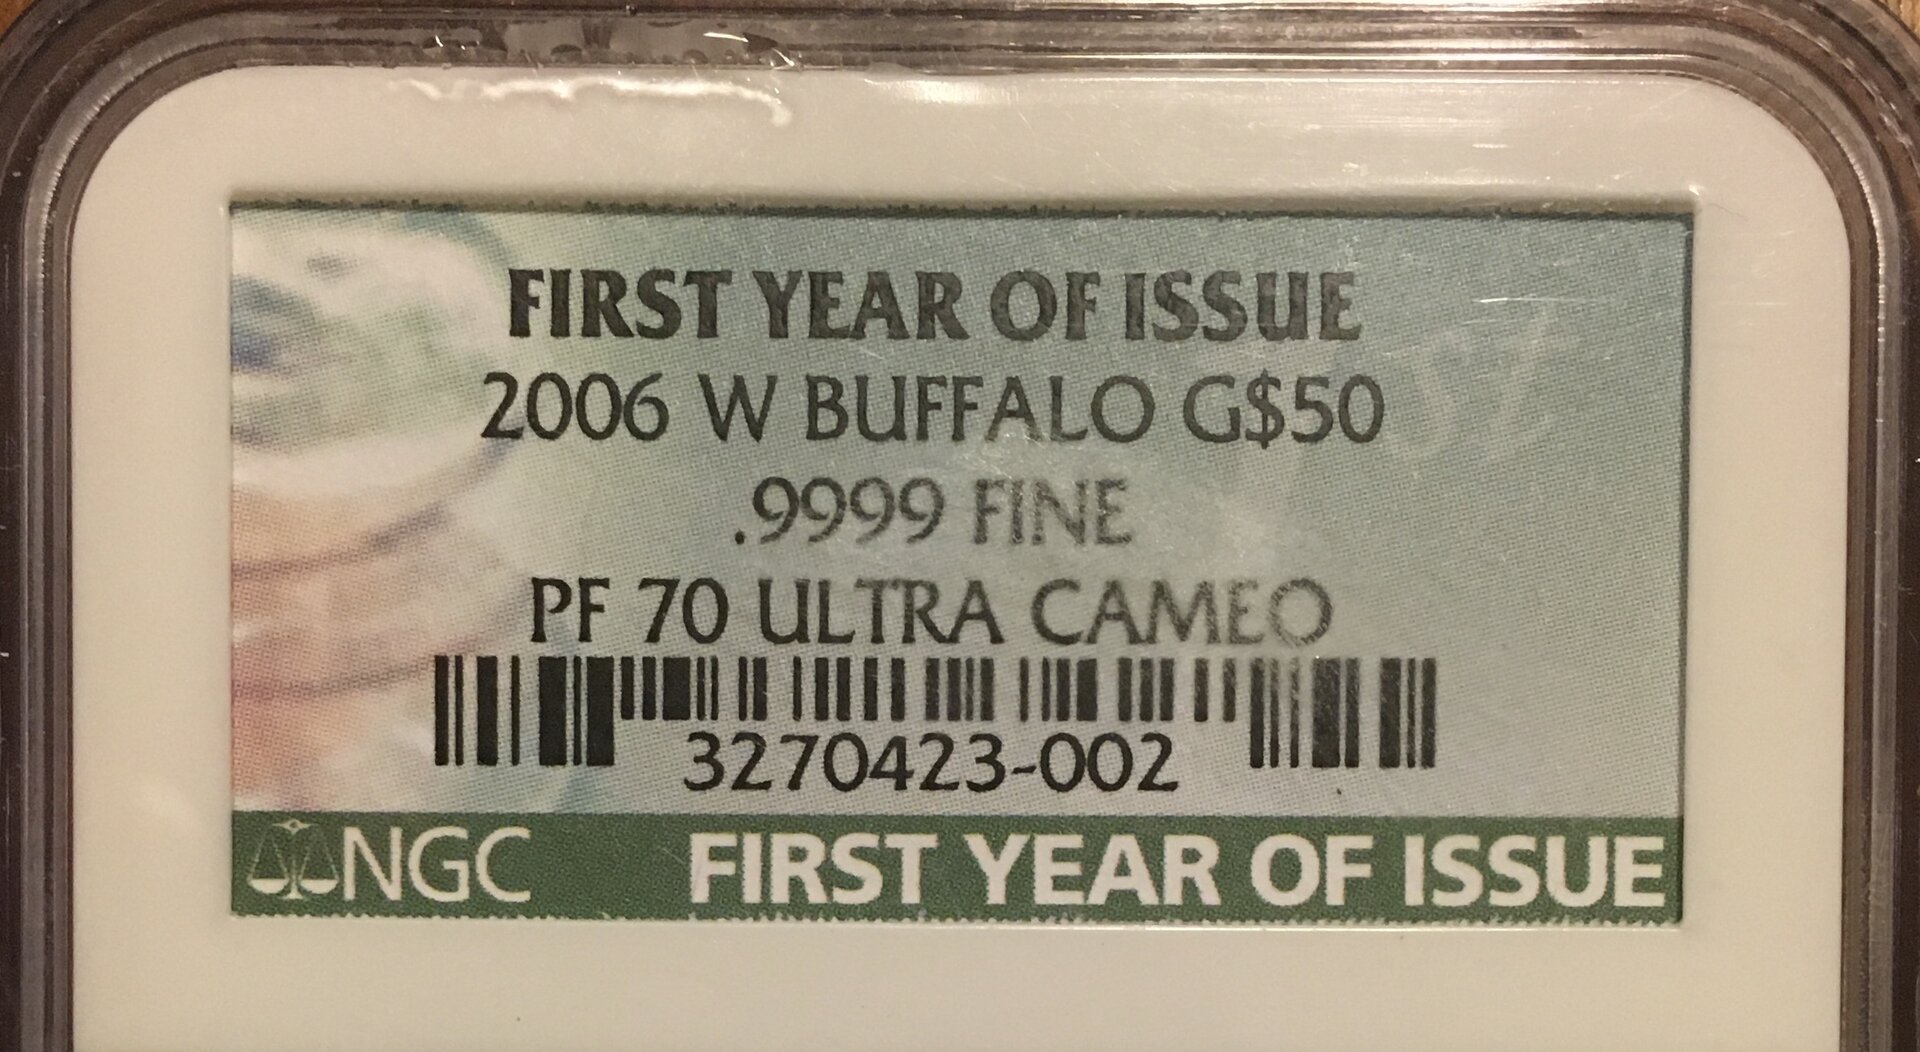 FIRST YEAR OF ISSUE
2006 W BUFFALO G$50
.9999 FINE
PF 70 ULTRA CAMEO
3270423-002
NGC FIRST YEAR OF ISSUE